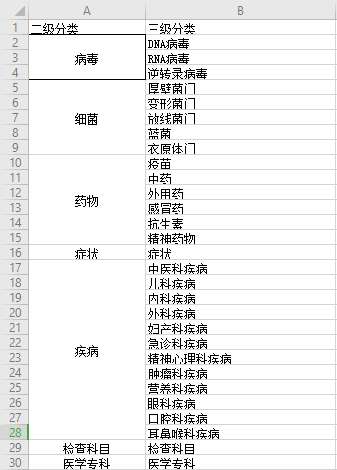 A B
1 二级分类 三级分类
2 DNA病毒
3 病毒 RNA病毒
4 逆转录病毒
5 厚壁菌门
6 变形菌门
7 细菌 放线菌门
8 蓝菌
9 衣原体门
10 疫苗
11 中药
12 外用药
13 药物 感冒药
14 抗生素
15 精神药物
16 症状 症状
17 中医科疾病
18 儿科疾病
19 内科疾病
20 外科疾病
21 妇产科疾病
22 疾病 急诊科疾病
23 精神心理科疾病
24 肿瘤科疾病
25 营养科疾病
26 眼科疾病
27 口腔科疾病
28 耳鼻喉科疾病
29 检查科目 检查科目
30 医学专科 医学专科